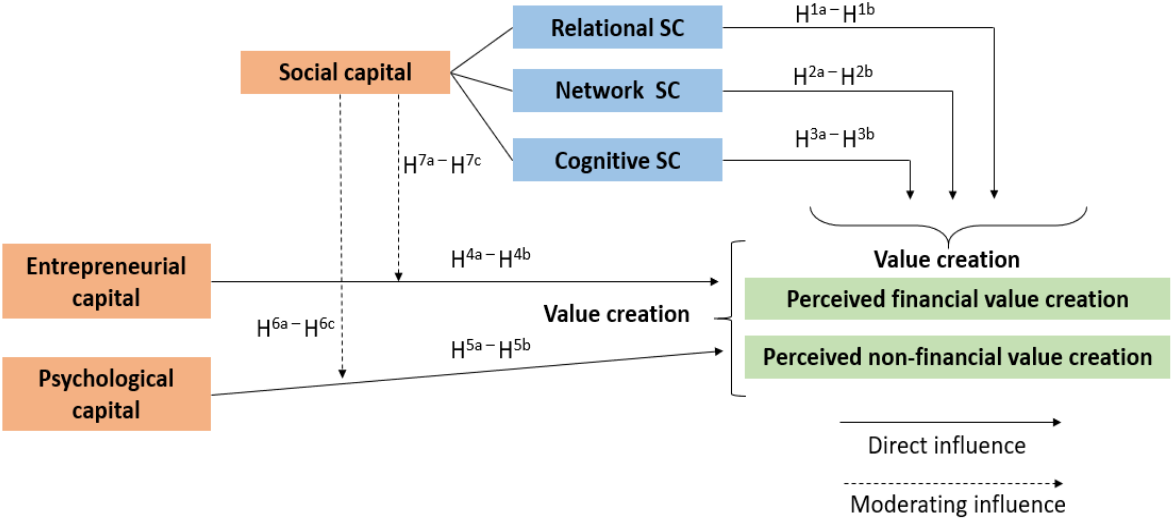 Relational SC
H1a – H1b
Social capital
Network SC
H2a – H2b
Cognitive SC
H3a – H3b
H7a – H7c
Entrepreneurial
capital
H4a – H4b
Value creation
Perceived financial value creation
Value creation
H6a – H6c
H5a – H5b
Perceived non-financial value creation
Psychological
capital
Direct influence
Moderating influence